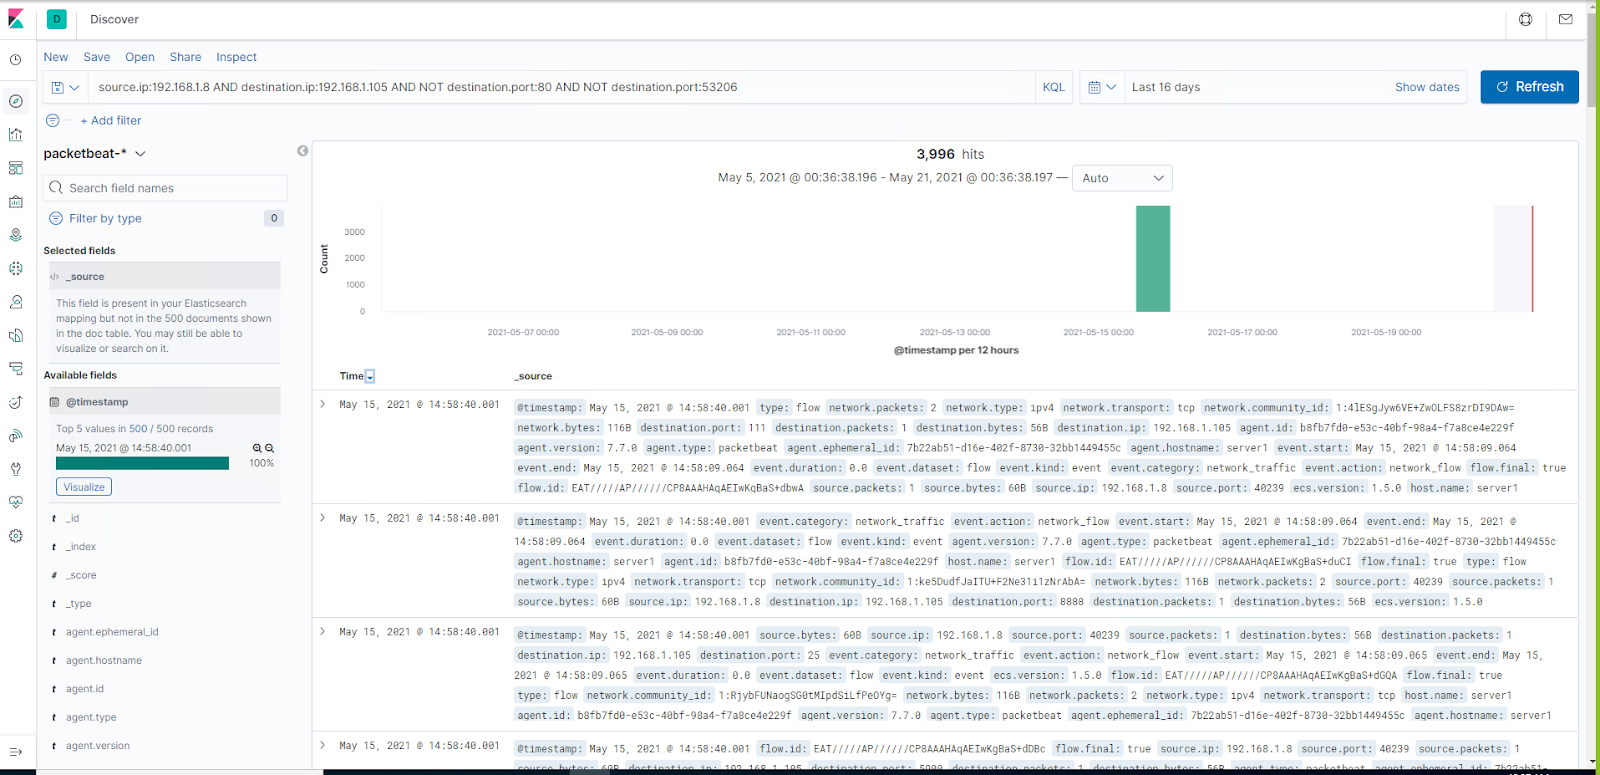 D Discover
New Save Open Share Inspect
source.ip:192.168.1.8 AND destination.ip:192.168.1.105 AND NOT destination.port:80 AND NOT destination.port:53206 KQL Last 16 days Show dates Refresh
+ Add filter
packetbeat-*
Search field names
Filter by type 0
Selected fields
</> _source
This field is present in your Elasticsearch
mapping but not in the 500 documents shown
in the doc table. You may still be able to
visualize or search on it.
Available fields
@timestamp
Top 5 values in 500 / 500 records
May 15, 2021 @ 14:58:40.001
100%
Visualize
t _id
t _index
# _score
t _type
t agent.ephemeral_id
t agent.hostname
t agent.id
t agent.type
t agent.version
3,996 hits
May 5, 2021 @ 00:36:38.196 - May 21, 2021 @ 00:36:38.197 — Auto
Count
3000
2000
1000
0
2021-05-07 00:00 2021-05-09 00:00 2021-05-11 00:00 2021-05-13 00:00 2021-05-15 00:00 2021-05-17 00:00 2021-05-19 00:00
@timestamp per 12 hours
Time _source
May 15, 2021 @ 14:58:40.001 @timestamp: May 15, 2021 @ 14:58:40.001 type: flow network.packets: 2 network.type: ipv4 network.transport: tcp network.community_id: 1:4lESgJyw6VE+ZwOLFS8zrDI9DAw=
network.bytes: 116B destination.port: 111 destination.packets: 1 destination.bytes: 56B destination.ip: 192.168.1.105 agent.id: b8fb7fd0-e53c-40bf-98a4-f7a8ce4e229f
agent.version: 7.7.0 agent.type: packetbeat agent.ephemeral_id: 7b22ab51-d16e-402f-8730-32bb1449455c agent.hostname: server1 event.start: May 15, 2021 @ 14:58:09.064
event.end: May 15, 2021 @ 14:58:09.064 event.duration: 0.0 event.dataset: flow event.kind: event event.category: network_traffic event.action: network_flow flow.final: true
flow.id: EAT/////AP//////CP8AAAHAqAEIwKgBaS+dbwA source.packets: 1 source.bytes: 60B source.ip: 192.168.1.8 source.port: 40239 ecs.version: 1.5.0 host.name: server1
May 15, 2021 @ 14:58:40.001 @timestamp: May 15, 2021 @ 14:58:40.001 event.category: network_traffic event.action: network_flow event.start: May 15, 2021 @ 14:58:09.064 event.end: May 15, 2021 @
14:58:09.064 event.duration: 0.0 event.dataset: flow event.kind: event agent.version: 7.7.0 agent.type: packetbeat agent.ephemeral_id: 7b22ab51-d16e-402f-8730-32bb1449455c
agent.hostname: server1 agent.id: b8fb7fd0-e53c-40bf-98a4-f7a8ce4e229f host.name: server1 flow.id: EAT/////AP//////CP8AAAHAqAEIwKgBaS+duCI flow.final: true type: flow
network.type: ipv4 network.transport: tcp network.community_id: 1:ke5DudfJaITU+F2Ne31i1zNrAbA= network.bytes: 116B network.packets: 2 source.port: 40239 source.packets: 1
source.bytes: 60B source.ip: 192.168.1.8 destination.ip: 192.168.1.105 destination.port: 8888 destination.packets: 1 destination.bytes: 56B ecs.version: 1.5.0
May 15, 2021 @ 14:58:40.001 @timestamp: May 15, 2021 @ 14:58:40.001 source.bytes: 60B source.ip: 192.168.1.8 source.port: 40239 source.packets: 1 destination.bytes: 56B destination.packets: 1
destination.ip: 192.168.1.105 destination.port: 25 event.category: network_traffic event.action: network_flow event.start: May 15, 2021 @ 14:58:09.065 event.end: May 15,
2021 @ 14:58:09.065 event.duration: 0.0 event.dataset: flow event.kind: event ecs.version: 1.5.0 flow.id: EAT/////AP//////CP8AAAHAqAEIwKgBaS+dGQA flow.final: true
type: flow network.community_id: 1:RjybFUNaogSG0tMIpdSiLfPeOYg= network.bytes: 116B network.packets: 2 network.type: ipv4 network.transport: tcp host.name: server1
agent.id: b8fb7fd0-e53c-40bf-98a4-f7a8ce4e229f agent.version: 7.7.0 agent.type: packetbeat agent.ephemeral_id: 7b22ab51-d16e-402f-8730-32bb1449455c agent.hostname: server1
May 15, 2021 @ 14:58:40.001 @timestamp: May 15, 2021 @ 14:58:40.001 flow.id: EAT/////AP//////CP8AAAHAqAEIwKgBaS+dDBc flow.final: true source.ip: 192.168.1.8 source.port: 40239 source.packets: 1
source.bytes: 60B destination.ip: 192.168.1.105 destination.port: 5900 destination.packets: 1 destination.bytes: 56B agent.type: packetbeat agent.ephemeral_id: 7b22ab51-